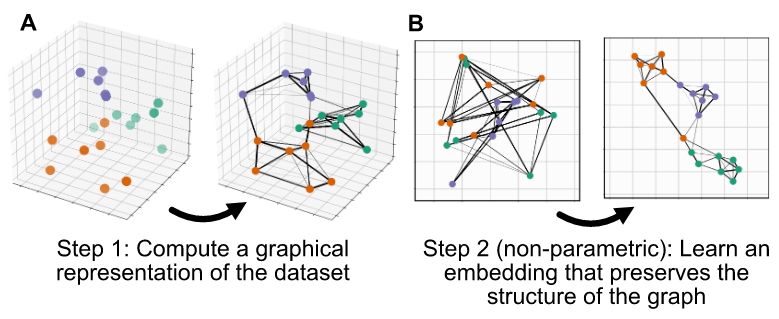 A
B
Step 1: Compute a graphical
representation of the dataset
Step 2 (non-parametric): Learn an
embedding that preserves the
structure of the graph